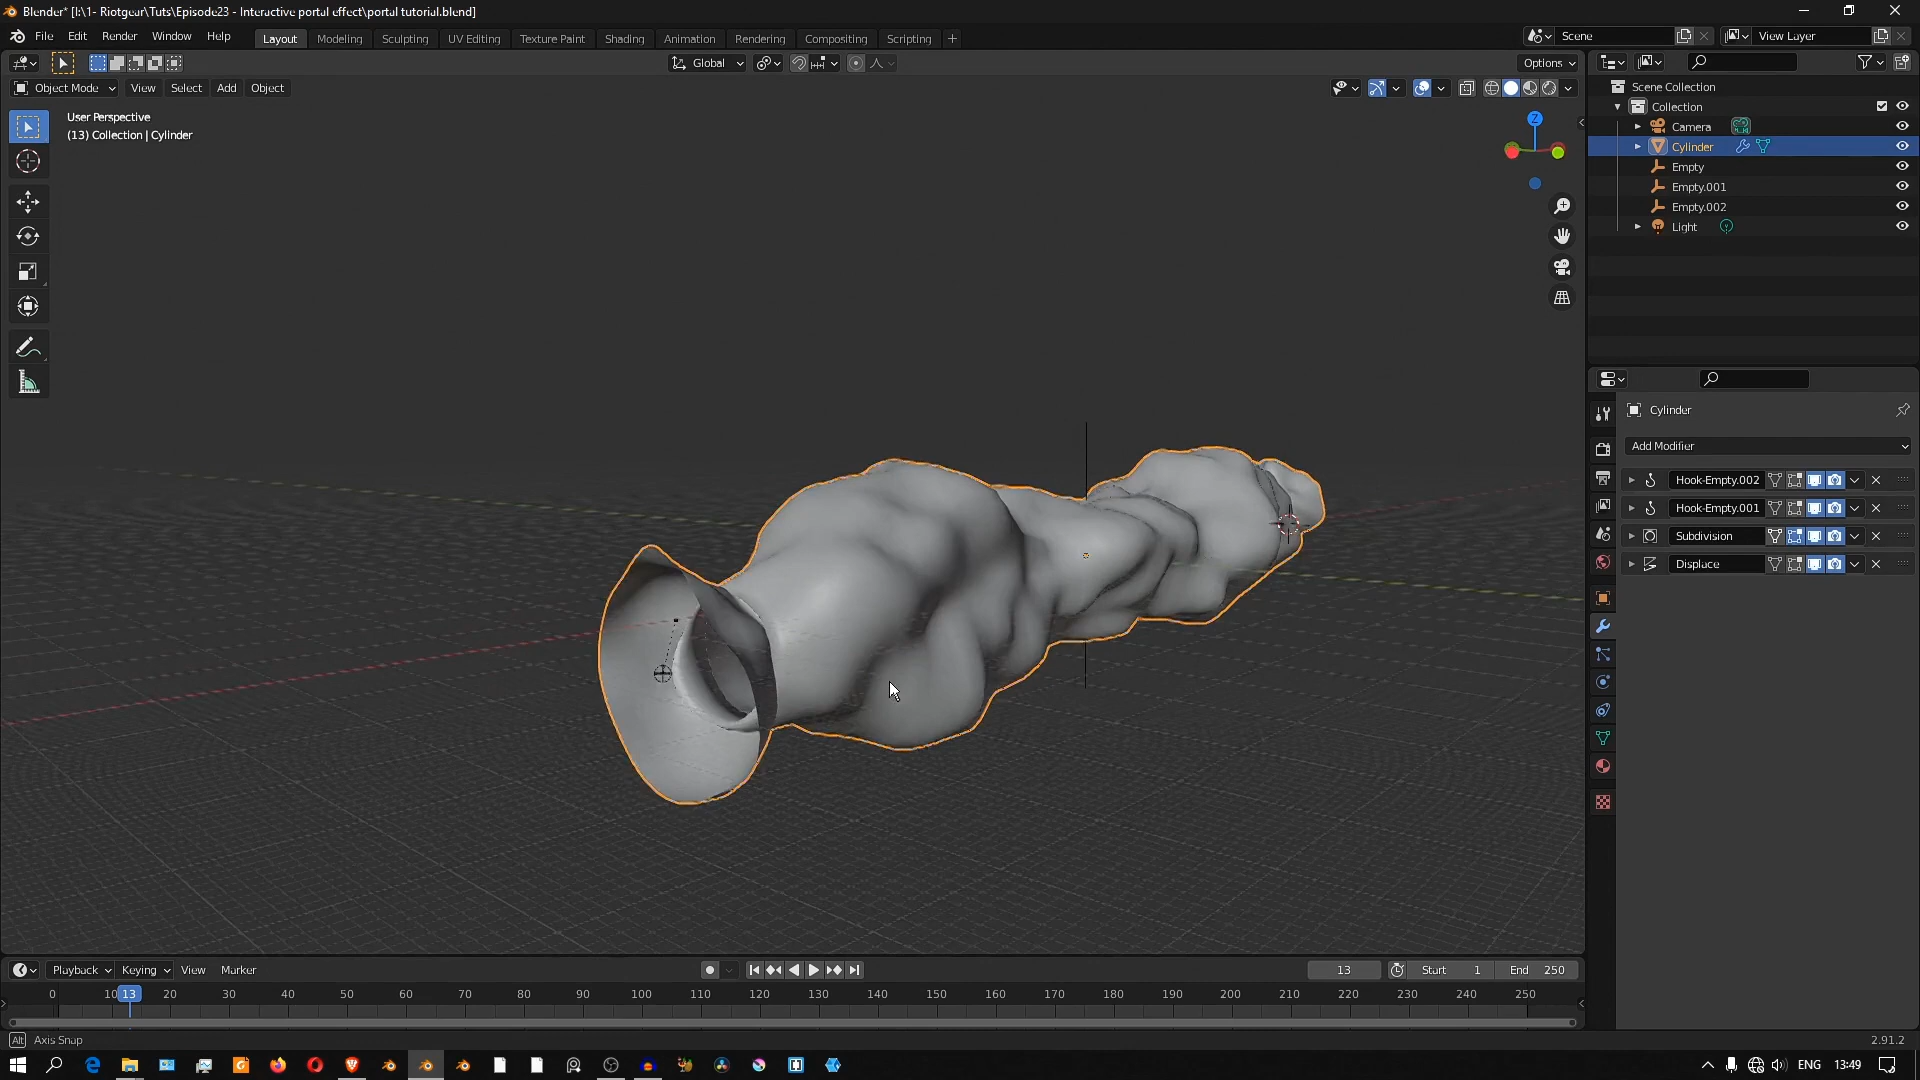 Blender* [I:\1- Riotgear\Tuts\Episode23 - Interactive portal effect\portal tutorial.blend]
File Edit Render Window Help Layout Modeling Sculpting UV Editing Texture Paint Shading Animation Rendering Compositing Scripting + Scene View Layer
Global Options
Object Mode View Select Add Object
User Perspective
(13) Collection | Cylinder
Z
Scene Collection
Collection
Camera
Cylinder
Empty
Empty.001
Empty.002
Light
Cylinder
Add Modifier
Hook-Empty.002
Hook-Empty.001
Subdivision
Displace
Playback Keying View Marker 13 Start 1 End 250
0 10 13 20 30 40 50 60 70 80 90 100 110 120 130 140 150 160 170 180 190 200 210 220 230 240 250
Alt Axis Snap 2.91.2
ENG 13:49